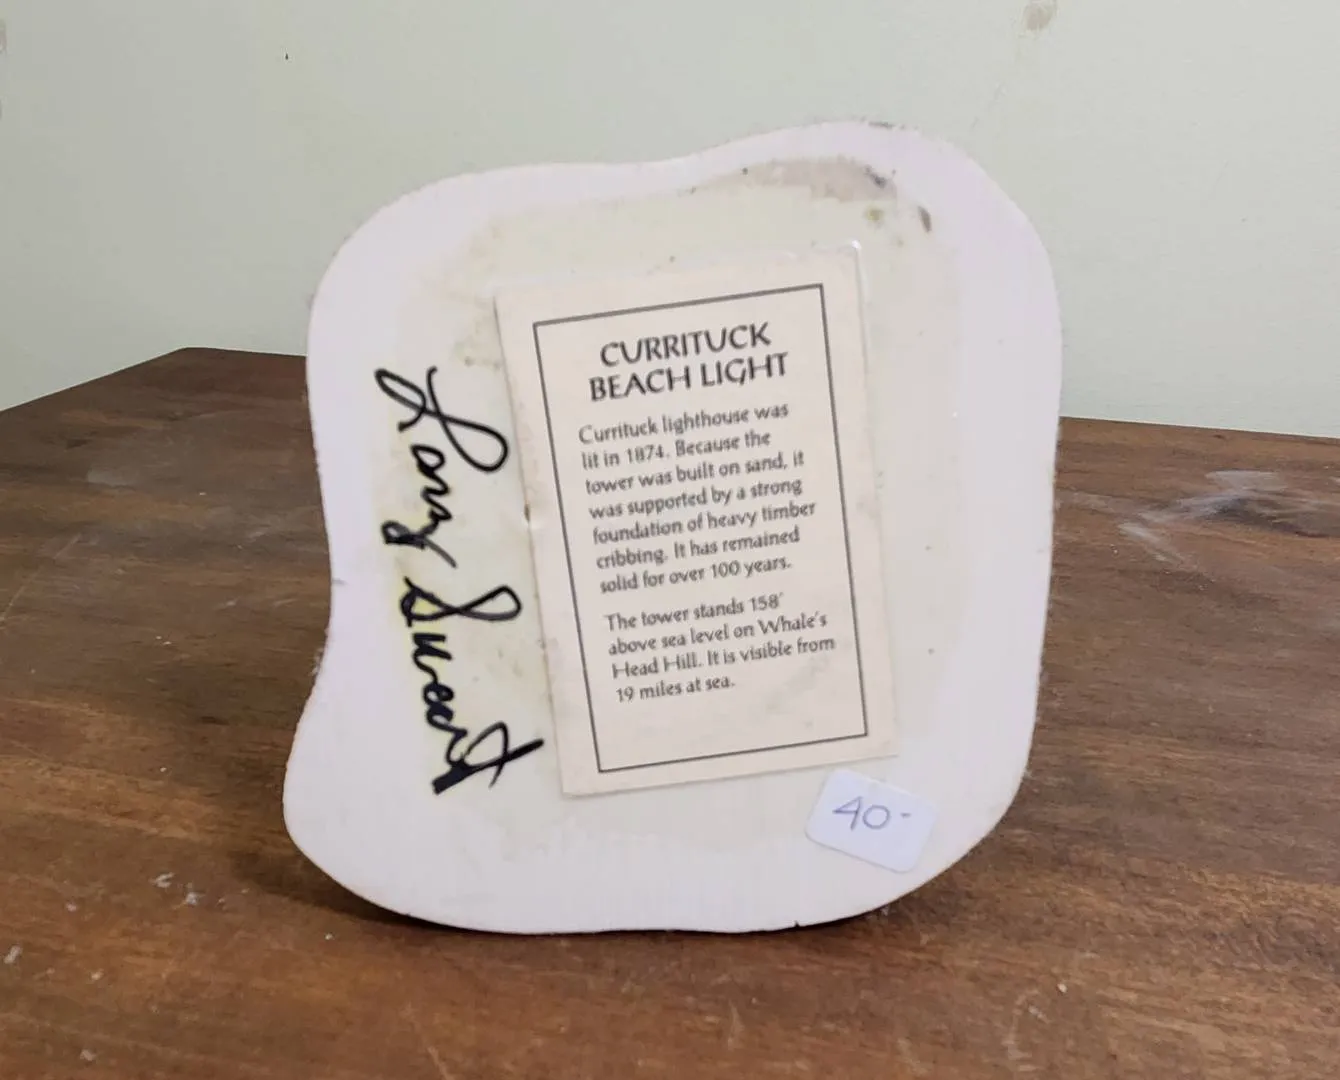 CURRITUCK
BEACH LIGHT
Currituck lighthouse was
lit in 1874. Because the
tower was built on sand, it
was supported by a strong
foundation of heavy timber
cribbing. It has remained
solid for over 100 years.
The tower stands 158'
above sea level on Whale's
Head Hill. It is visible from
19 miles at sea.
40-